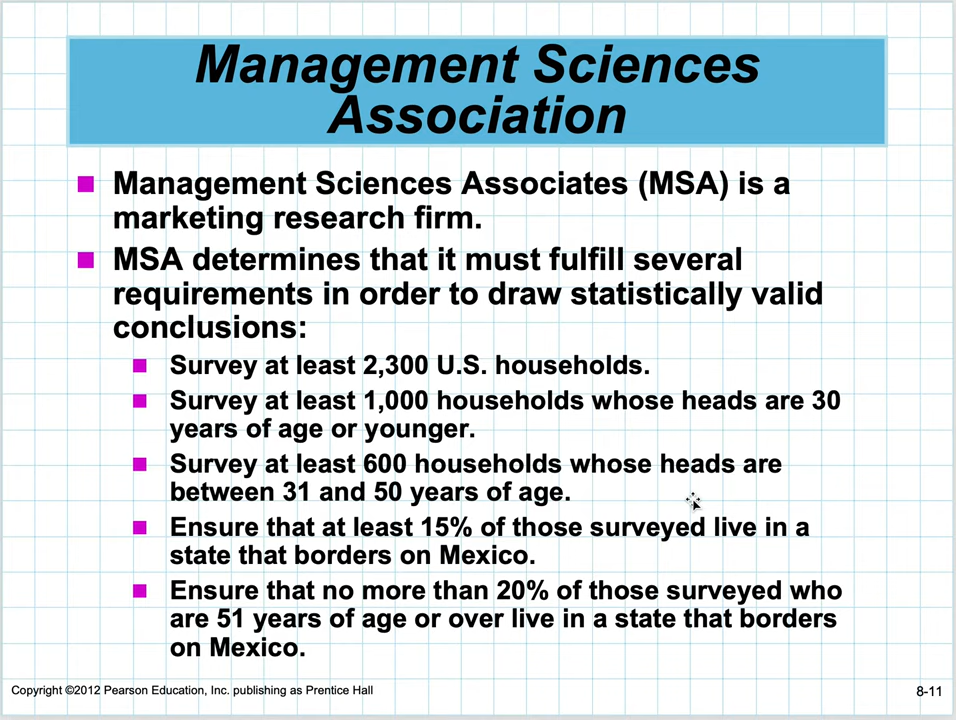 Management Sciences
Association
Management Sciences Associates (MSA) is a
marketing research firm.
MSA determines that it must fulfill several
requirements in order to draw statistically valid
conclusions:
Survey at least 2,300 U.S. households.
Survey at least 1,000 households whose heads are 30
years of age or younger.
Survey at least 600 households whose heads are
between 31 and 50 years of age.
Ensure that at least 15% of those surveyed live in a
state that borders on Mexico.
Ensure that no more than 20% of those surveyed who
are 51 years of age or over live in a state that borders
on Mexico.
Copyright ©2012 Pearson Education, Inc. publishing as Prentice Hall
8-11